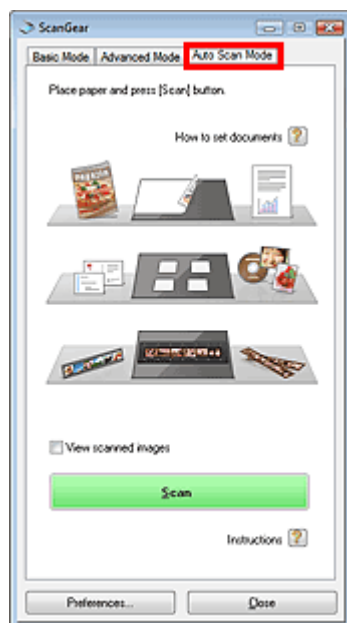 ScanGear
Basic Mode Advanced Mode Auto Scan Mode
Place paper and press [Scan] button.
How to set documents ?
View scanned images
Scan
Instructions ?
Preferences... Close